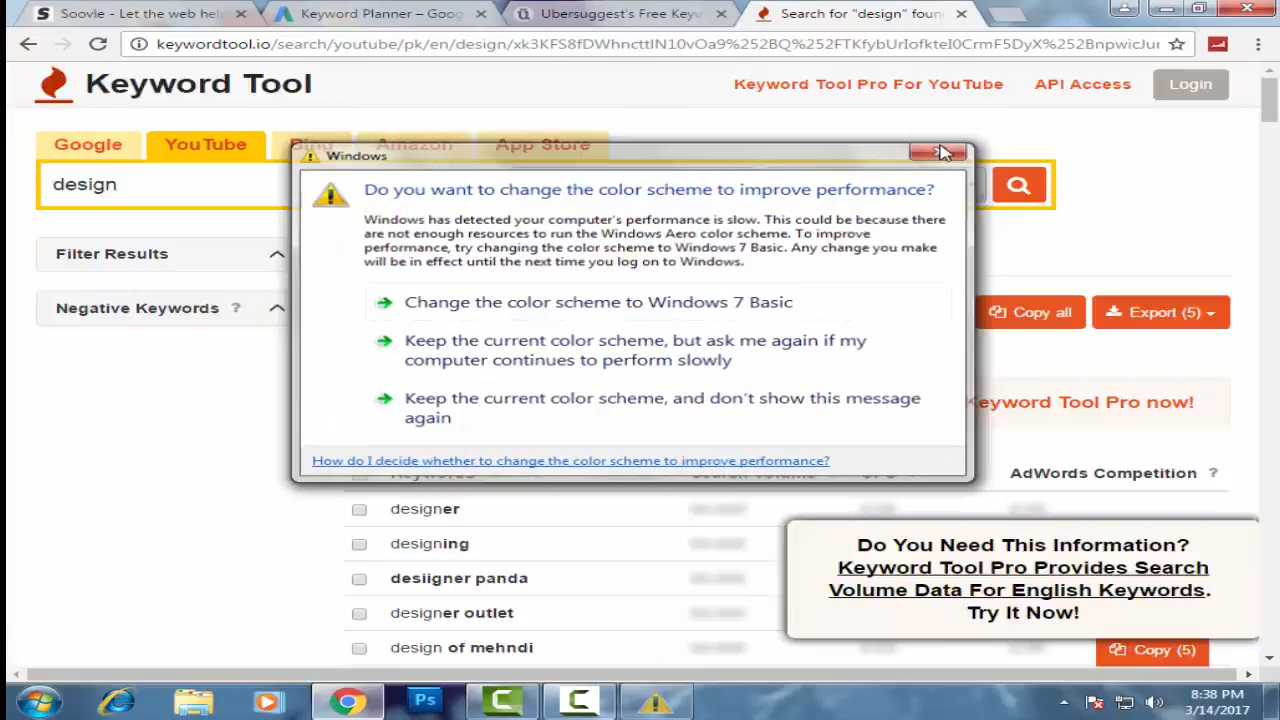 Soovle - Let the web hel
Keyword Planner – Goog
Ubersuggest's Free Keyw
Search for "design" foun
keywordtool.io/search/youtube/pk/en/design/xk3KFS8fDWhncttIN10vOa9%252BQ%252FTKfybUrIofkteI0CrmF5DyX%252BnpwicJur
Keyword Tool
Keyword Tool Pro For YouTube
API Access
Login
Google
YouTube
Bing
Amazon
App Store
design
Windows
Do you want to change the color scheme to improve performance?
Windows has detected your computer's performance is slow. This could be because there
are not enough resources to run the Windows Aero color scheme. To improve
performance, try changing the color scheme to Windows 7 Basic. Any change you make
will be in effect until the next time you log on to Windows.
Change the color scheme to Windows 7 Basic
Keep the current color scheme, but ask me again if my
computer continues to perform slowly
Keep the current color scheme, and don't show this message
again
How do I decide whether to change the color scheme to improve performance?
Filter Results
Negative Keywords ?
Copy all
Export (5)
Keyword Tool Pro now!
AdWords Competition ?
designer
designing
desiigner panda
designer outlet
design of mehndi
Do You Need This Information?
Keyword Tool Pro Provides Search
Volume Data For English Keywords.
Try It Now!
Copy (5)
Ps
8:38 PM
3/14/2017